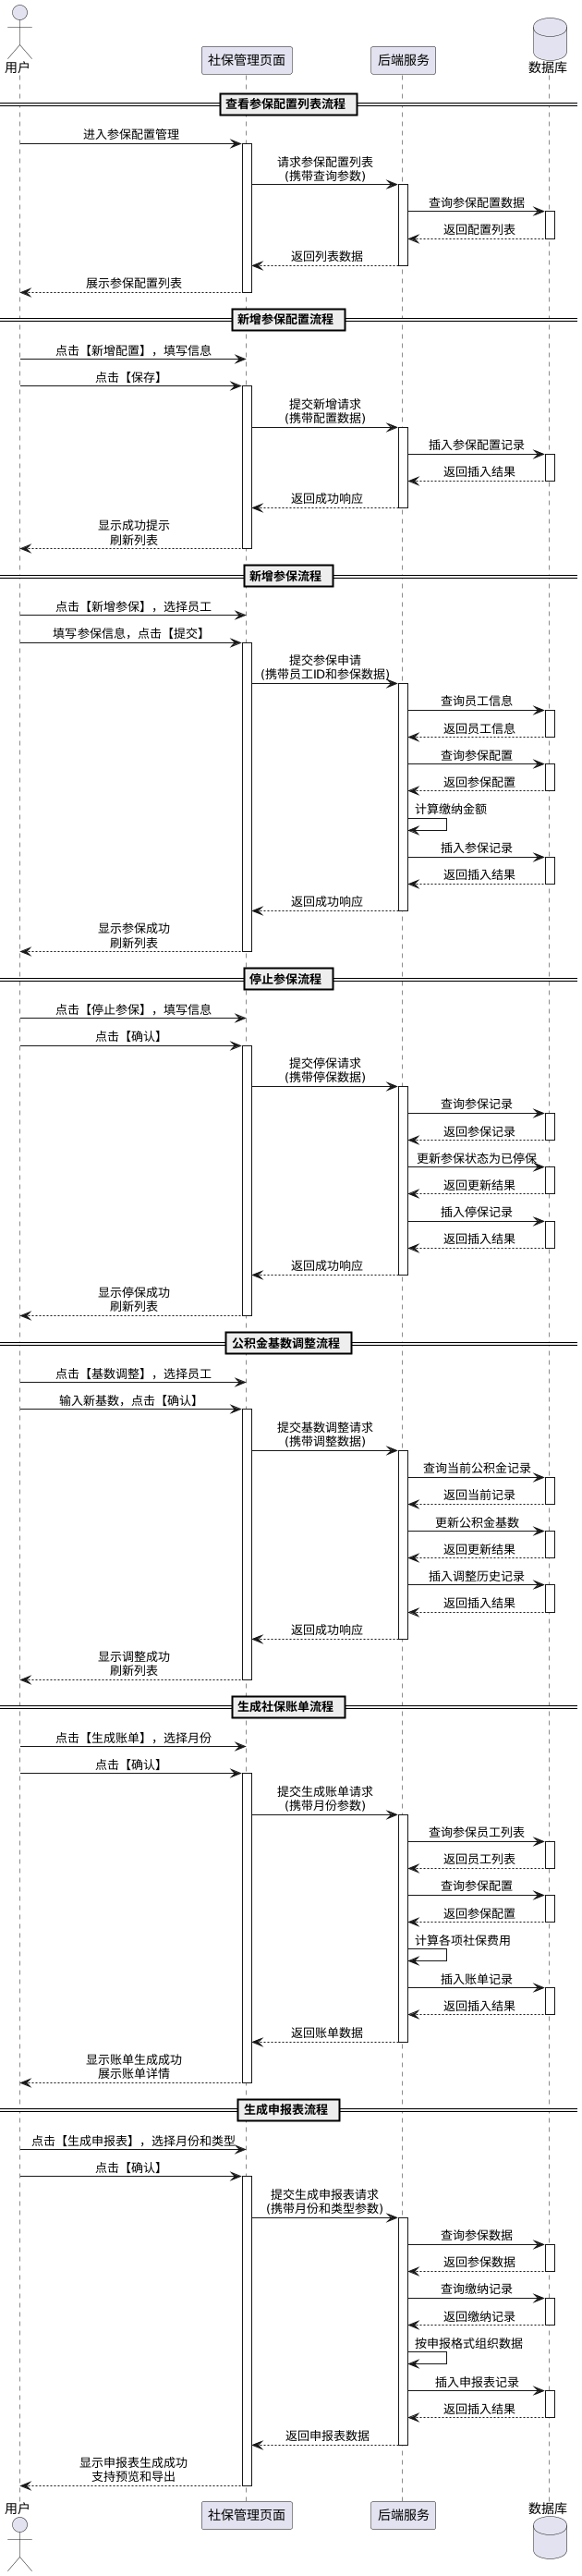 用户
社保管理页面
后端服务
数据库
查看参保配置列表流程
进入参保配置管理
请求参保配置列表
(携带查询参数)
查询参保配置数据
返回配置列表
返回列表数据
展示参保配置列表
新增参保配置流程
点击【新增配置】，填写信息
点击【保存】
提交新增请求
(携带配置数据)
插入参保配置记录
返回插入结果
返回成功响应
显示成功提示
刷新列表
新增参保流程
点击【新增参保】，选择员工
填写参保信息，点击【提交】
提交参保申请
(携带员工ID和参保数据)
查询员工信息
返回员工信息
查询参保配置
返回参保配置
计算缴纳金额
插入参保记录
返回插入结果
返回成功响应
显示参保成功
刷新列表
停止参保流程
点击【停止参保】，填写信息
点击【确认】
提交停保请求
(携带停保数据)
查询参保记录
返回参保记录
更新参保状态为已停保
返回更新结果
插入停保记录
返回插入结果
返回成功响应
显示停保成功
刷新列表
公积金基数调整流程
点击【基数调整】，选择员工
输入新基数，点击【确认】
提交基数调整请求
(携带调整数据)
查询当前公积金记录
返回当前记录
更新公积金基数
返回更新结果
插入调整历史记录
返回插入结果
返回成功响应
显示调整成功
刷新列表
生成社保账单流程
点击【生成账单】，选择月份
点击【确认】
提交生成账单请求
(携带月份参数)
查询参保员工列表
返回员工列表
查询参保配置
返回参保配置
计算各项社保费用
插入账单记录
返回插入结果
返回账单数据
显示账单生成成功
展示账单详情
生成申报表流程
点击【生成申报表】，选择月份和类型
点击【确认】
提交生成申报表请求
(携带月份和类型参数)
查询参保数据
返回参保数据
查询缴纳记录
返回缴纳记录
按申报格式组织数据
插入申报表记录
返回插入结果
返回申报表数据
显示申报表生成成功
支持预览和导出
用户
社保管理页面
后端服务
数据库